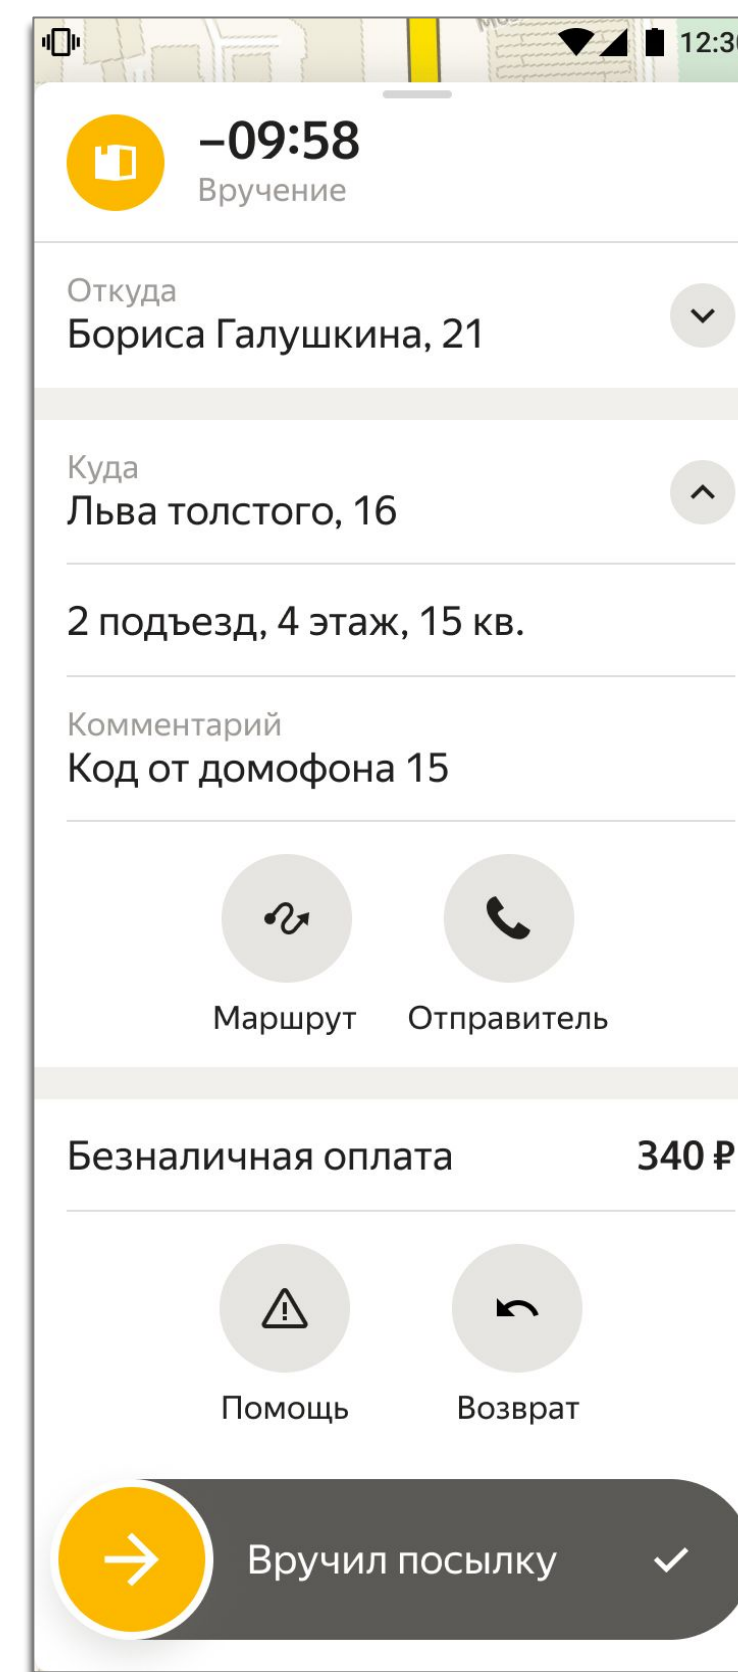 12:3
–09:58
Вручение
Откуда
Бориса Галушкина, 21
Куда
Льва толстого, 16
2 подъезд, 4 этаж, 15 кв.
Комментарий
Код от домофона 15
Маршрут Отправитель
Безналичная оплата 340 ₽
Помощь Возврат
Вручил посылку